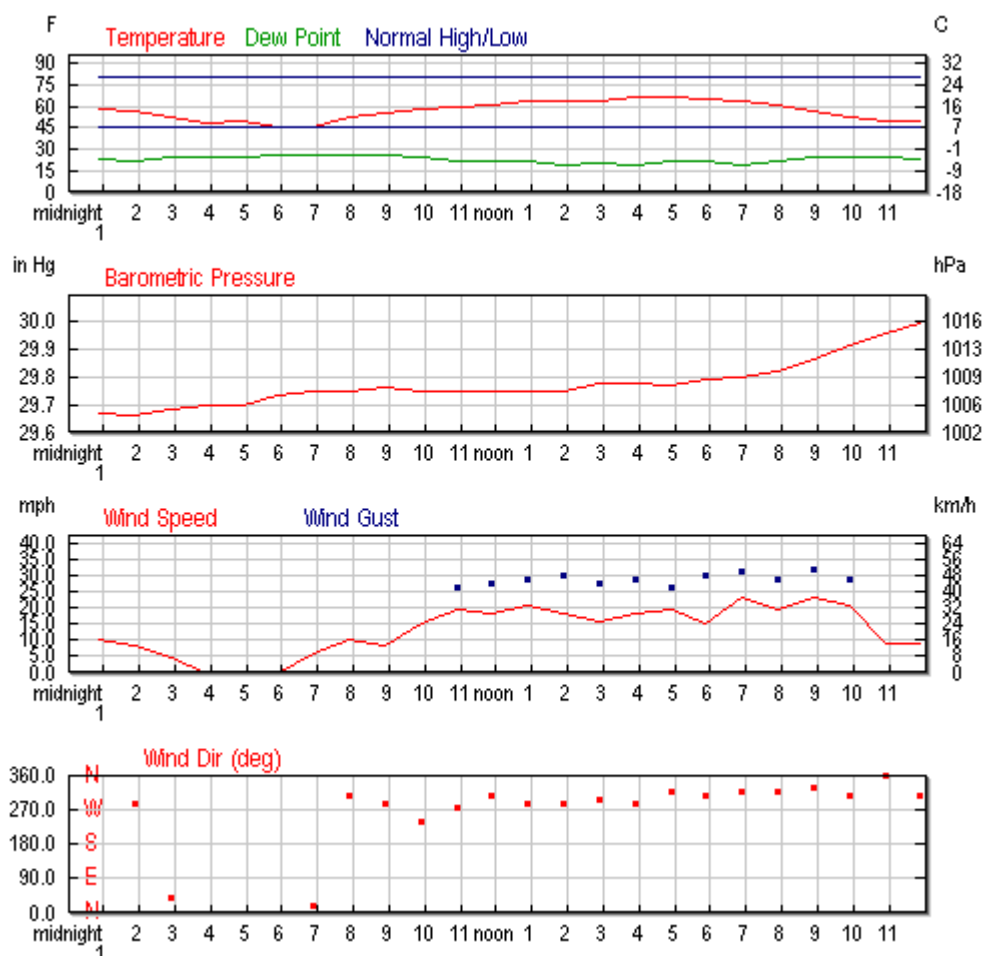 F C
Temperature Dew Point Normal High/Low
90 32
75 24
60 16
45 7
30 -1
15 -9
0 -18
midnight 2 3 4 5 6 7 8 9 10 11 noon 1 2 3 4 5 6 7 8 9 10 11
1
in Hg hPa
Barometric Pressure
30.0 1016
29.9 1013
29.8 1009
29.7 1006
29.6 1002
midnight 2 3 4 5 6 7 8 9 10 11 noon 1 2 3 4 5 6 7 8 9 10 11
1
mph km/h
Wind Speed Wind Gust
40.0 64
35.0 56
30.0 48
25.0 40
20.0 32
15.0 24
10.0 16
5.0 8
0.0 0
midnight 2 3 4 5 6 7 8 9 10 11 noon 1 2 3 4 5 6 7 8 9 10 11
1
Wind Dir (deg)
360.0 N
270.0 W
180.0 S
90.0 E
0.0 N
midnight 2 3 4 5 6 7 8 9 10 11 noon 1 2 3 4 5 6 7 8 9 10 11
1